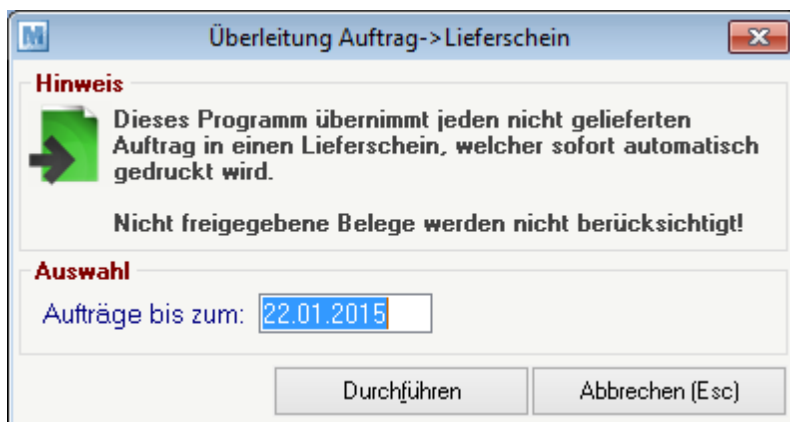 M
Überleitung Auftrag->Lieferschein
Hinweis
Dieses Programm übernimmt jeden nicht gelieferten
Auftrag in einen Lieferschein, welcher sofort automatisch
gedruckt wird.
Nicht freigegebene Belege werden nicht berücksichtigt!
Auswahl
Aufträge bis zum: 22.01.2015
Durchführen Abbrechen (Esc)